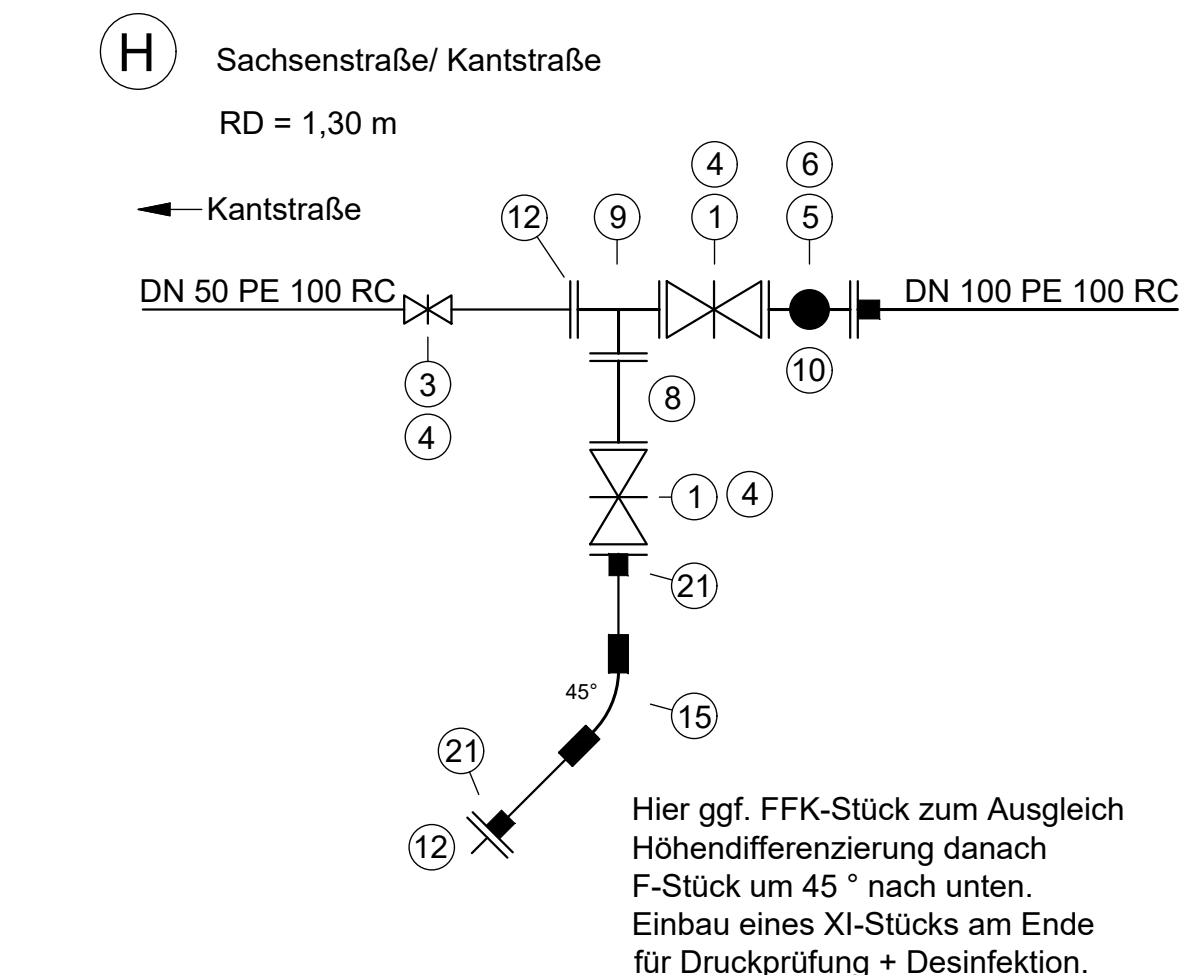 H
Sachsenstraße/ Kantstraße
RD = 1,30 m
4
6
Kantstraße
12
9
1
5
DN 50 PE 100 RC
DN 100 PE 100 RC
3
10
8
4
1
4
21
45°
15
21
12
Hier ggf. FFK-Stück zum Ausgleich
Höhendifferenzierung danach
F-Stück um 45 ° nach unten.
Einbau eines XI-Stücks am Ende
für Druckprüfung + Desinfektion.